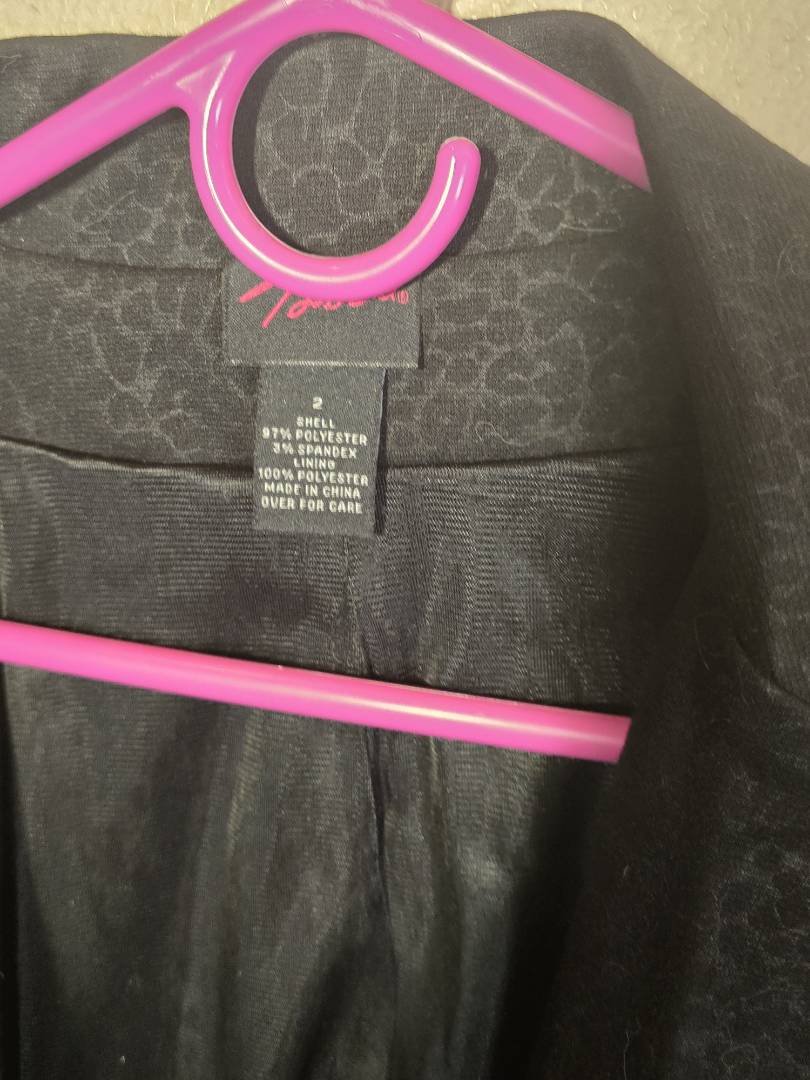 ®
2
SHELL
97% POLYESTER
3% SPANDEX
LINING
100% POLYESTER
MADE IN CHINA
OVER FOR CARE